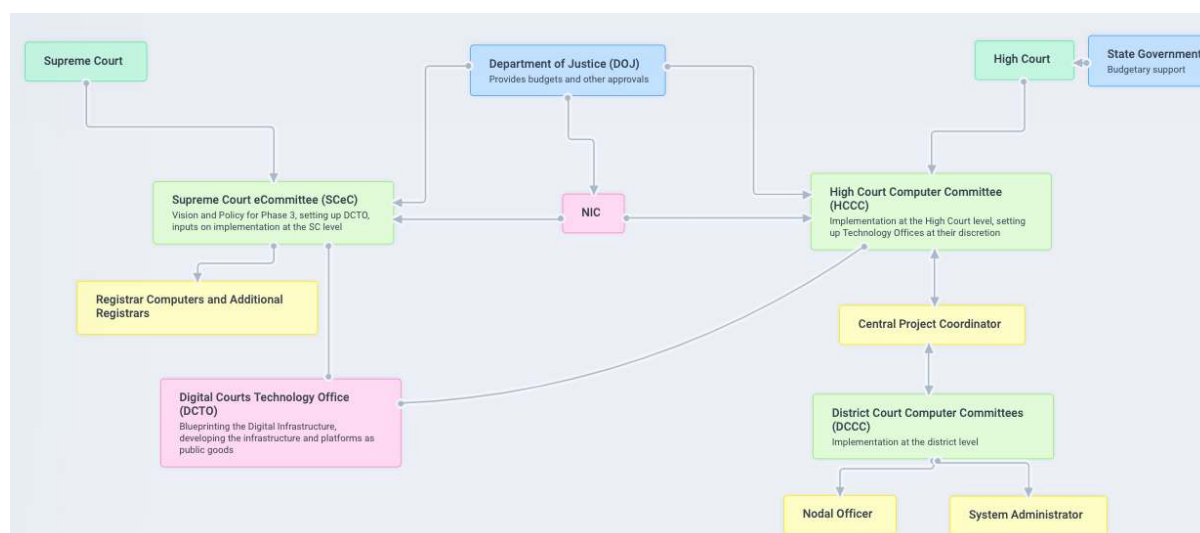 Supreme Court
Department of Justice (DOJ)
Provides budgets and other approvals
High Court
State Government
Budgetary support
Supreme Court eCommittee (SCeC)
Vision and Policy for Phase 3, setting up DCTO,
inputs on implementation at the SC level
NIC
High Court Computer Committee
(HCCC)
Implementation at the High Court level, setting
up Technology Offices at their discretion
Registrar Computers and Additional
Registrars
Central Project Coordinator
Digital Courts Technology Office
(DCTO)
Blueprinting the Digital Infrastructure,
developing the infrastructure and platforms as
public goods
District Court Computer Committees
(DCCC)
Implementation at the district level
Nodal Officer
System Administrator